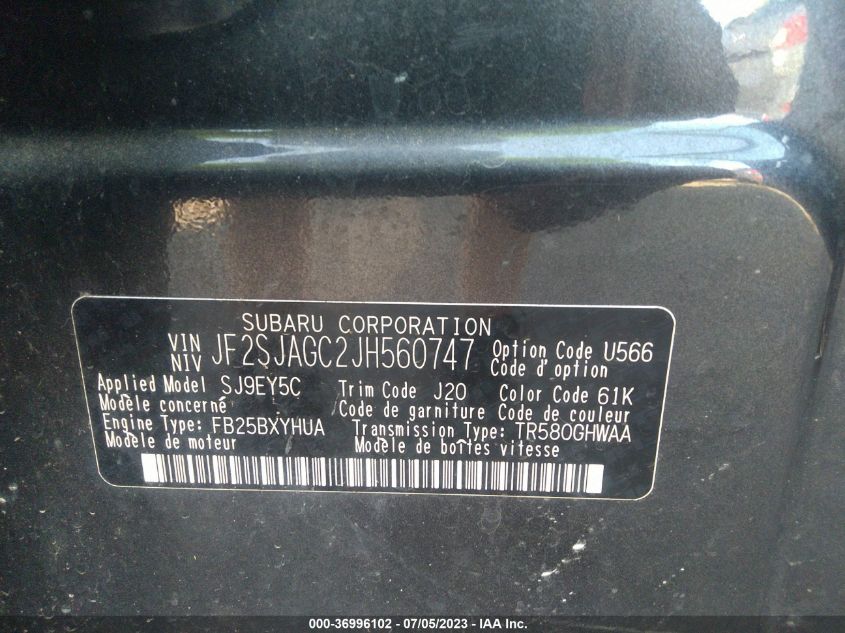 SUBARU CORPORATION
VIN NIV JF2SJAGC2JH560747 Option Code U566
Code d'option
Applied Model SJ9EY5C Trim Code J20 Color Code 61K
Modèle concerné Code de garniture Code de couleur
Engine Type: FB25BXYHUA Transmission Type: TR580GHWAA
Modèle de moteur Modèle de boîtes vitesse
000-36996102 / 07/05/2023 - IAA Inc.